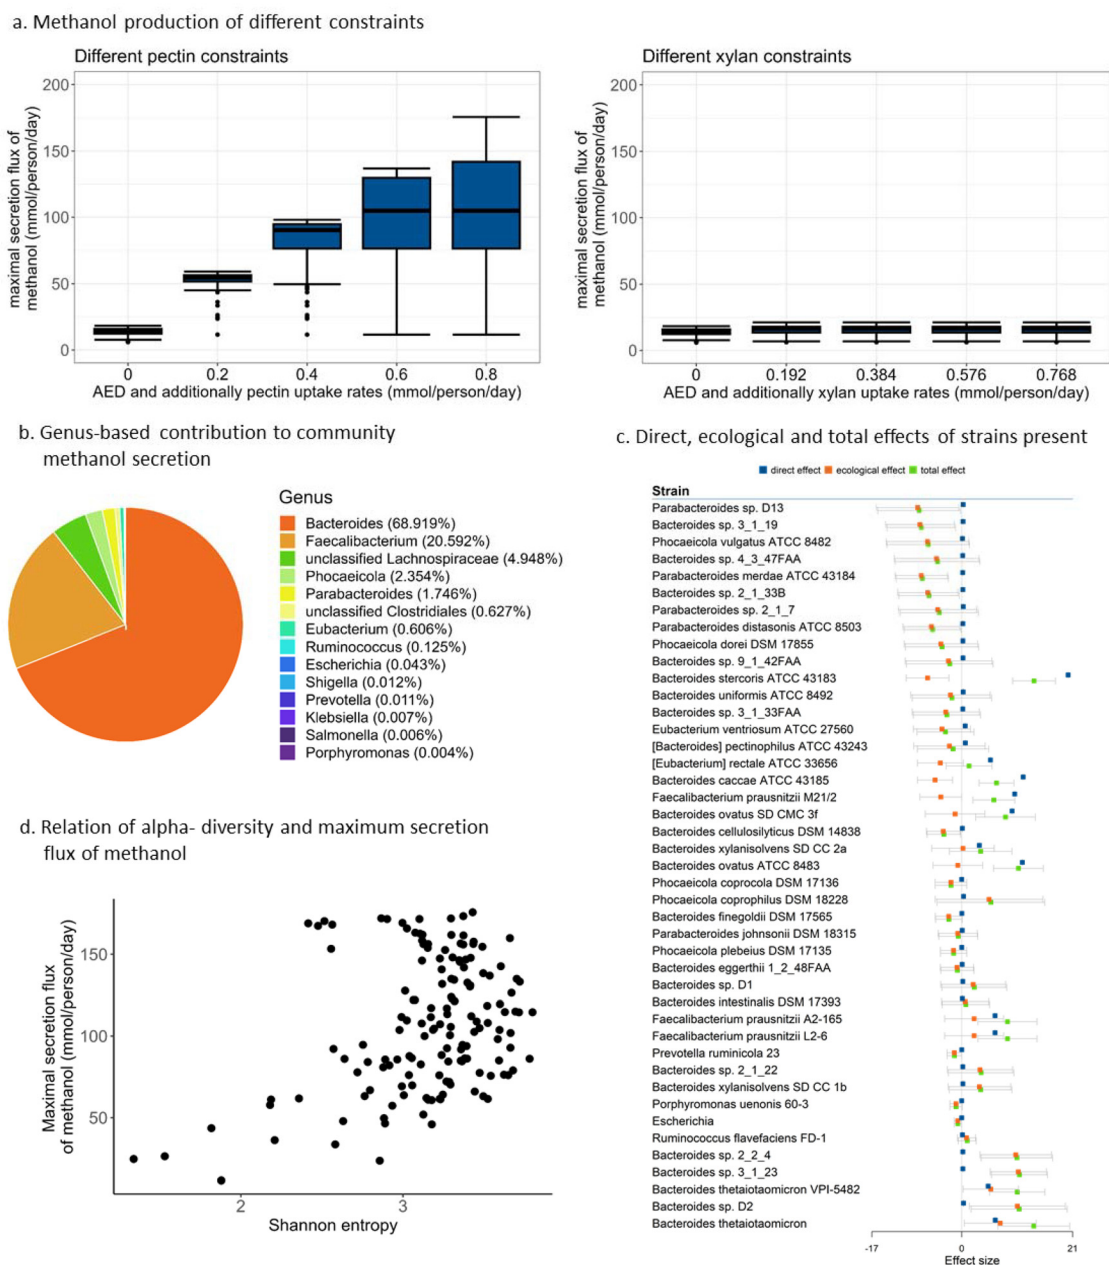 a. Methanol production of different constraints
Different pectin constraints
maximal secretion flux of
methanol (mmol/person/day)
200
150
100
50
0
0 0.2 0.4 0.6 0.8
AED and additionally pectin uptake rates (mmol/person/day)
Different xylan constraints
maximal secretion flux of
methanol (mmol/person/day)
200
150
100
50
0
0 0.192 0.384 0.576 0.768
AED and additionally xylan uptake rates (mmol/person/day)
b. Genus-based contribution to community
methanol secretion
Genus
Bacteroides (68.919%)
Faecalibacterium (20.592%)
unclassified Lachnospiraceae (4.948%)
Phocaeicola (2.354%)
Parabacteroides (1.746%)
unclassified Clostridiales (0.627%)
Eubacterium (0.606%)
Ruminococcus (0.125%)
Escherichia (0.043%)
Shigella (0.012%)
Prevotella (0.011%)
Klebsiella (0.007%)
Salmonella (0.006%)
Porphyromonas (0.004%)
c. Direct, ecological and total effects of strains present
direct effect ecological effect total effect
Strain
Parabacteroides sp. D13
Bacteroides sp. 3_1_19
Phocaeicola vulgatus ATCC 8482
Bacteroides sp. 4_3_47FAA
Parabacteroides merdae ATCC 43184
Bacteroides sp. 2_1_33B
Parabacteroides sp. 2_1_7
Parabacteroides distasonis ATCC 8503
Phocaeicola dorei DSM 17855
Bacteroides sp. 9_1_42FAA
Bacteroides stercoris ATCC 43183
Bacteroides uniformis ATCC 8492
Bacteroides sp. 3_1_33FAA
Eubacterium ventriosum ATCC 27560
[Bacteroides] pectinophilus ATCC 43243
[Eubacterium] rectale ATCC 33656
Bacteroides caccae ATCC 43185
Faecalibacterium prausnitzii M21/2
Bacteroides ovatus SD CMC 3f
Bacteroides cellulosilyticus DSM 14838
Bacteroides xylanisolvens SD CC 2a
Bacteroides ovatus ATCC 8483
Phocaeicola coprocola DSM 17136
Phocaeicola coprophilus DSM 18228
Bacteroides finegoldii DSM 17565
Parabacteroides johnsonii DSM 18315
Phocaeicola plebeius DSM 17135
Bacteroides eggerthii 1_2_48FAA
Bacteroides sp. D1
Bacteroides intestinalis DSM 17393
Faecalibacterium prausnitzii A2-165
Faecalibacterium prausnitzii L2-6
Prevotella ruminicola 23
Bacteroides sp. 2_1_22
Bacteroides xylanisolvens SD CC 1b
Porphyromonas uenonis 60-3
Escherichia
Ruminococcus flavefaciens FD-1
Bacteroides sp. 2_2_4
Bacteroides sp. 3_1_23
Bacteroides thetaiotaomicron VPI-5482
Bacteroides sp. D2
Bacteroides thetaiotaomicron
-17 0 21
Effect size
d. Relation of alpha- diversity and maximum secretion
flux of methanol
Maximal secretion flux
of methanol (mmol/person/day)
150
100
50
2 3
Shannon entropy